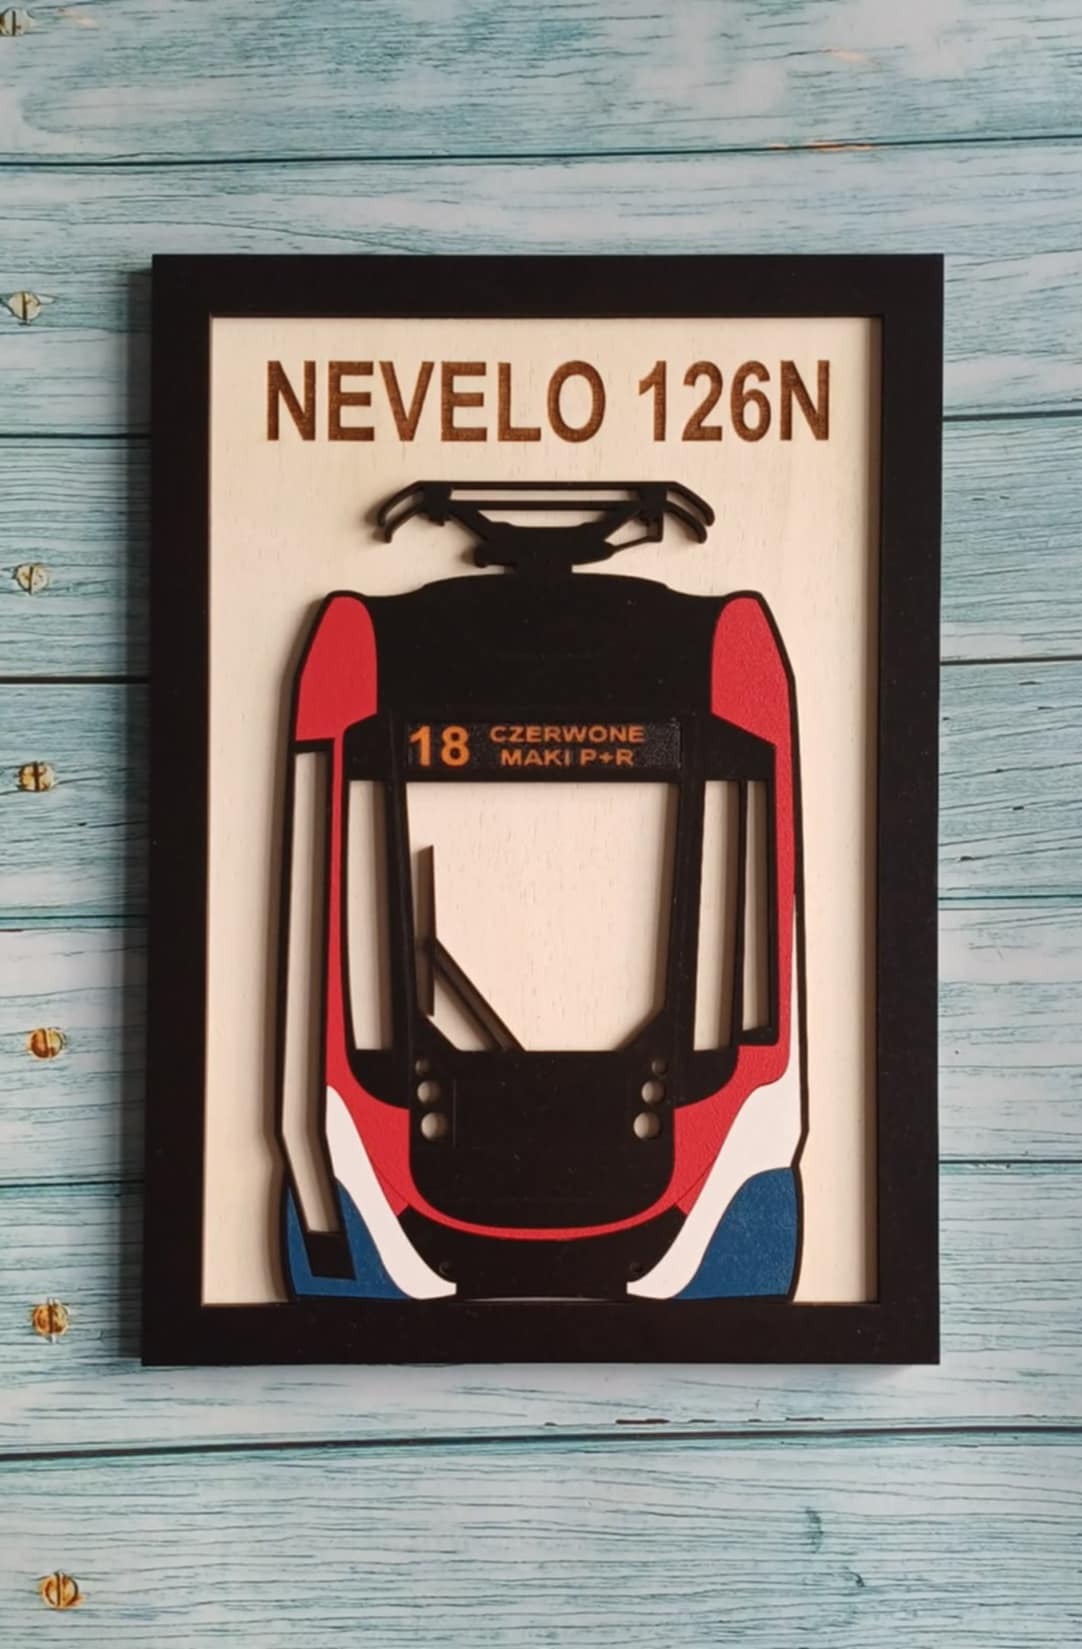 NEVELO 126N
18 CZERWONE
MAKI P+R